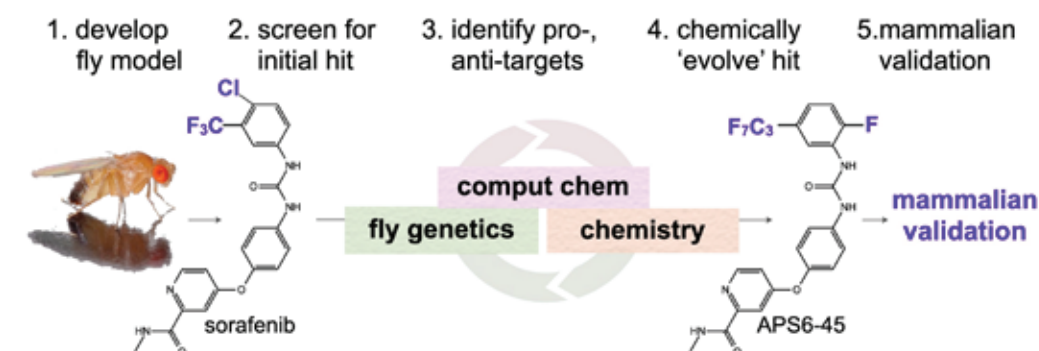 1. develop
fly model
2. screen for
initial hit
3. identify pro-,
anti-targets
4. chemically
‘evolve’ hit
5.mammalian
validation
Cl
F₃C
NH
O
NH
N
O
HN
O
sorafenib
comput chem
fly genetics
chemistry
F₇C₃
F
NH
O
NH
N
O
HN
O
APS6-45
mammalian
validation